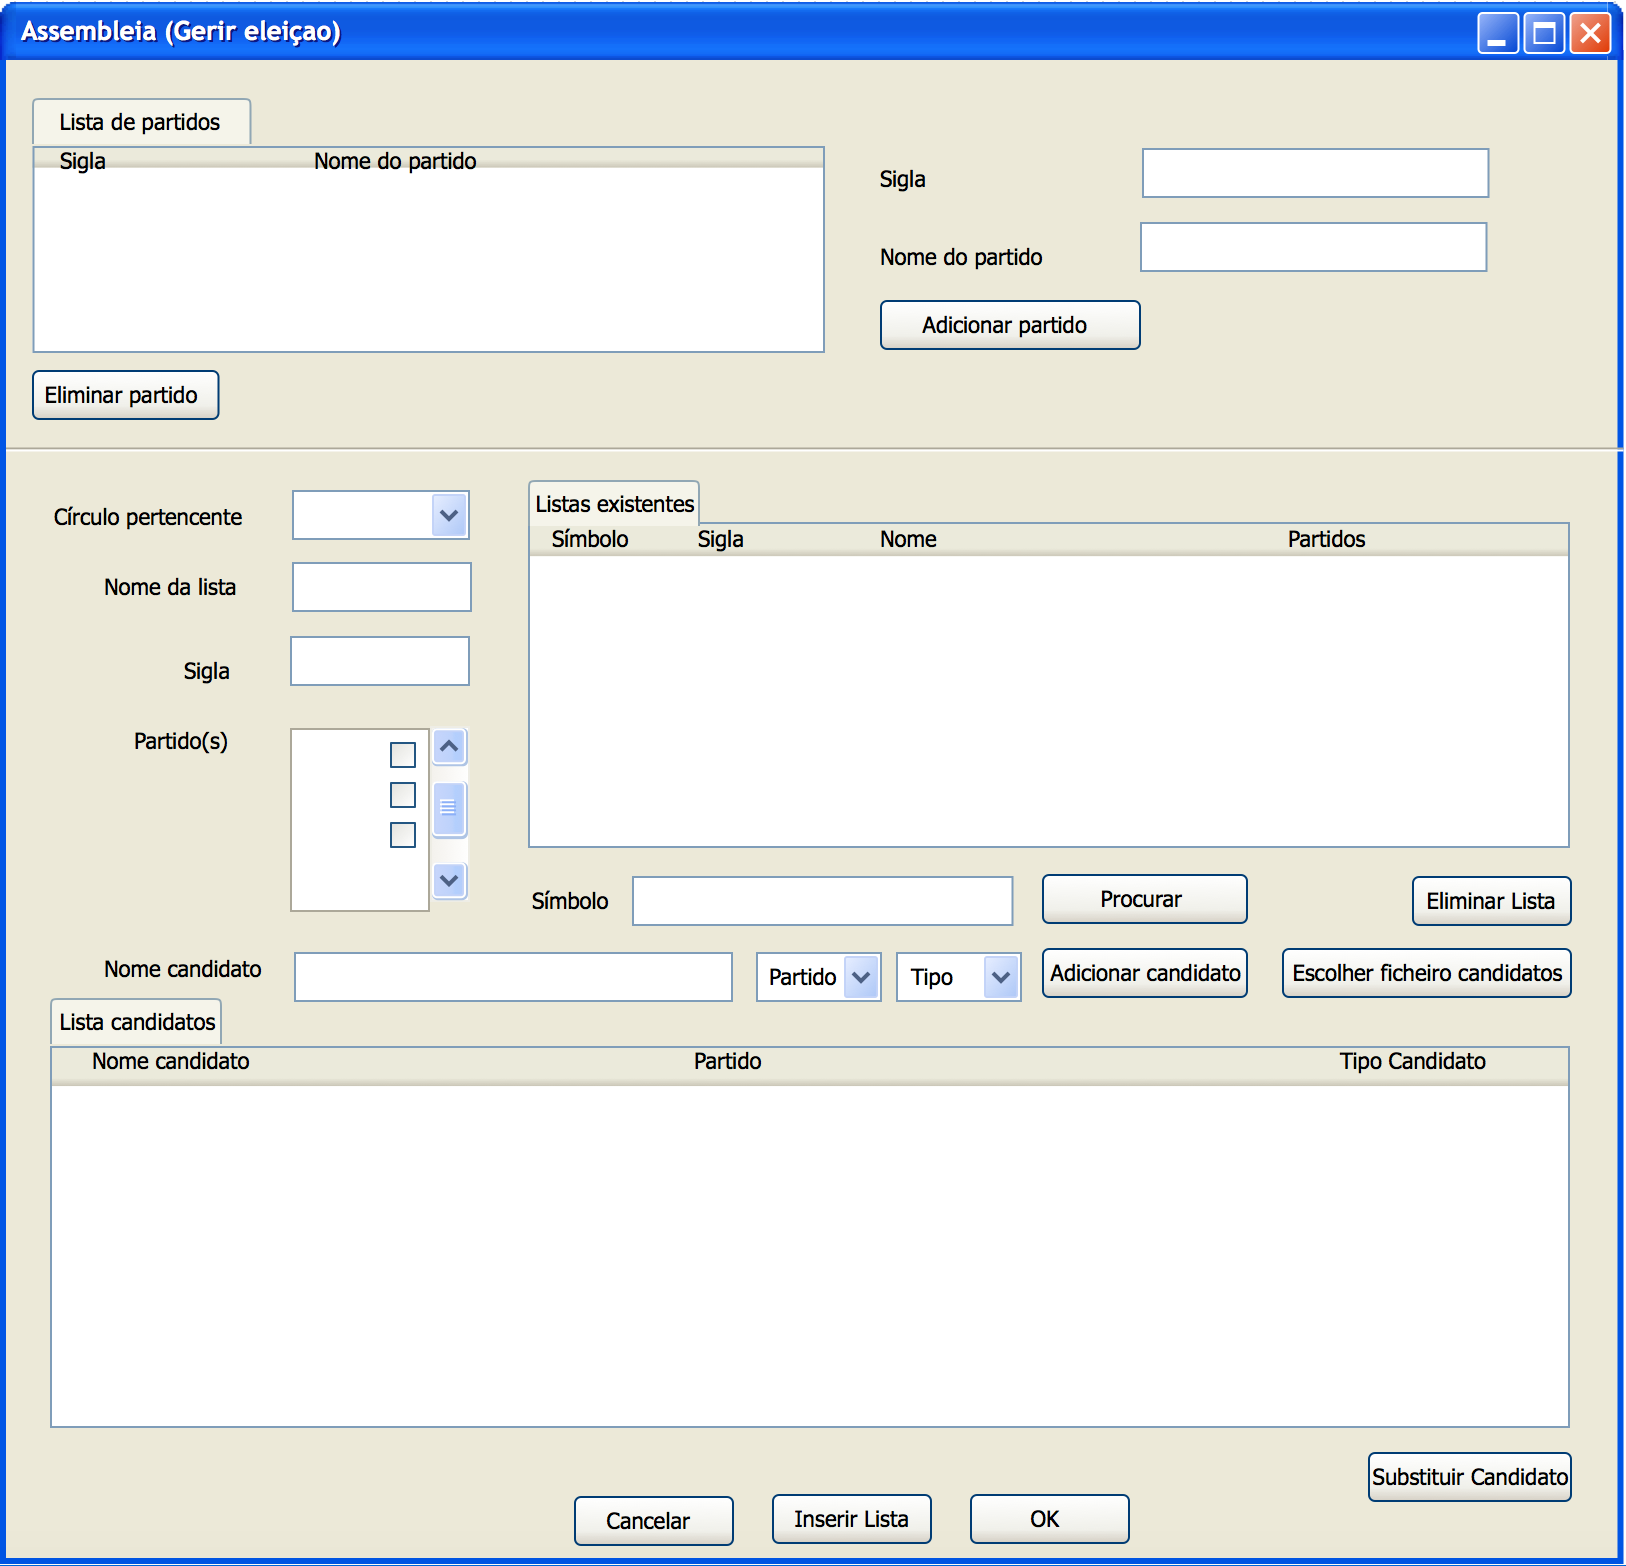 Assembleia (Gerir eleiçao)
Lista de partidos
Sigla Nome do partido
Sigla
Nome do partido
Adicionar partido
Eliminar partido
Círculo pertencente
Nome da lista
Sigla
Partido(s)
Listas existentes
Símbolo Sigla Nome Partidos
Símbolo Procurar Eliminar Lista
Nome candidato Partido Tipo Adicionar candidato Escolher ficheiro candidatos
Lista candidatos
Nome candidato Partido Tipo Candidato
Substituir Candidato
Cancelar Inserir Lista OK